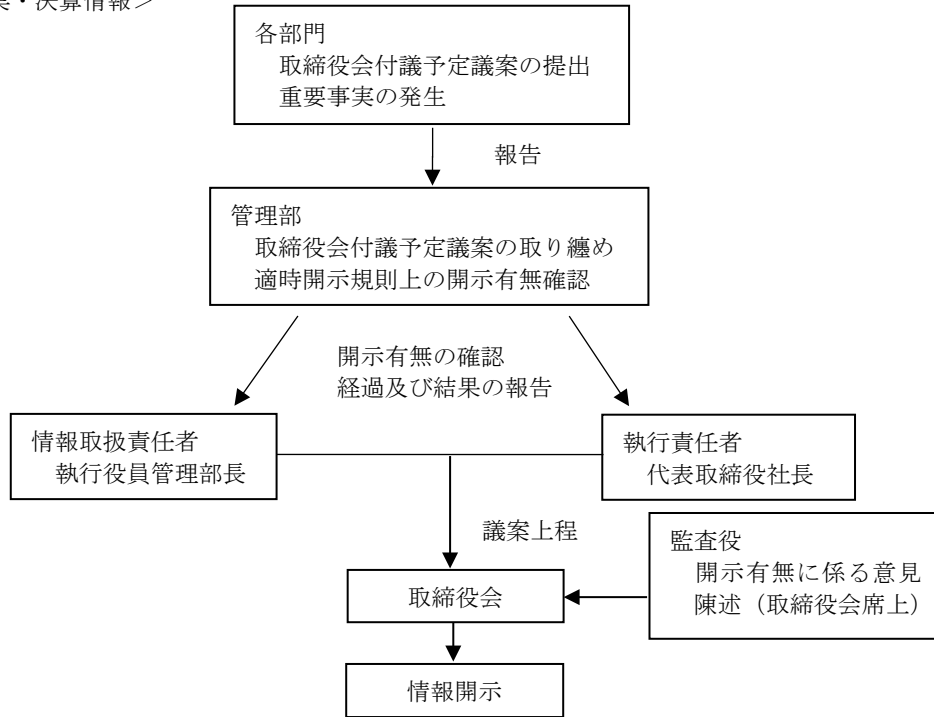 ・決算情報＞
各部門
取締役会付議予定議案の提出
重要事実の発生
報告
管理部
取締役会付議予定議案の取り纏め
適時開示規則上の開示有無確認
開示有無の確認
経過及び結果の報告
情報取扱責任者
執行役員管理部長
執行責任者
代表取締役社長
議案上程
監査役
開示有無に係る意見
陳述（取締役会席上）
取締役会
情報開示